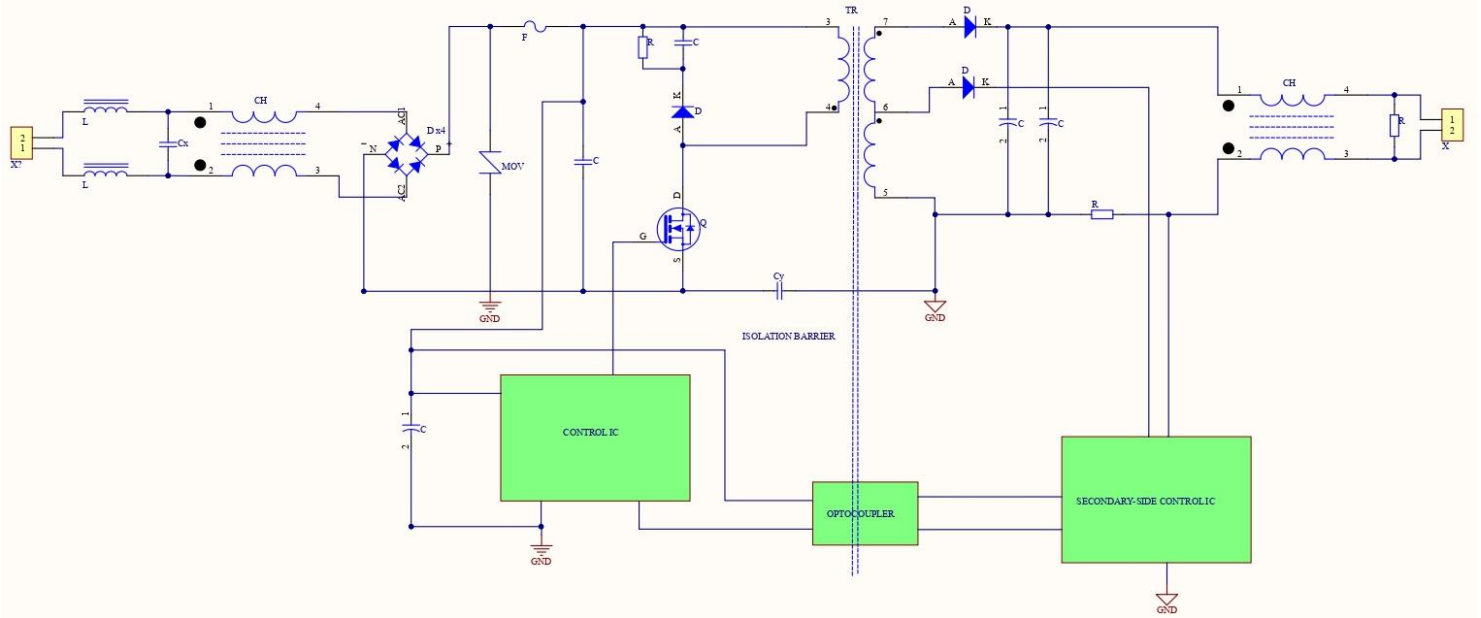 TR
D
3
7
A
K
F
R
C
D
CH
A
K
CH
1
4
K
4
6
1
4
L
AC1
D
1
1
1
D x4
A
C
C
R
2
1
Cx
N
P
MOV
C
2
2
2
3
1
2
X?
2
3
X
L
AC2
D
5
R
G
Q
S
Cy
GND
GND
ISOLATION BARRIER
1
C
CONTROL IC
2
SECONDARY-SIDE CONTROL IC
OPTOCOUPLER
GND
GND